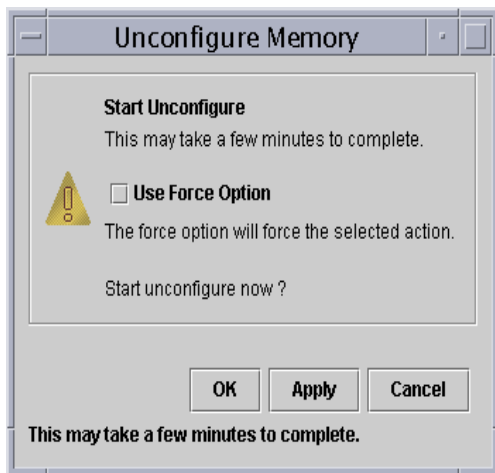 Unconfigure Memory
Start Unconfigure
This may take a few minutes to complete.
Use Force Option
The force option will force the selected action.
Start unconfigure now ?
OK Apply Cancel
This may take a few minutes to complete.